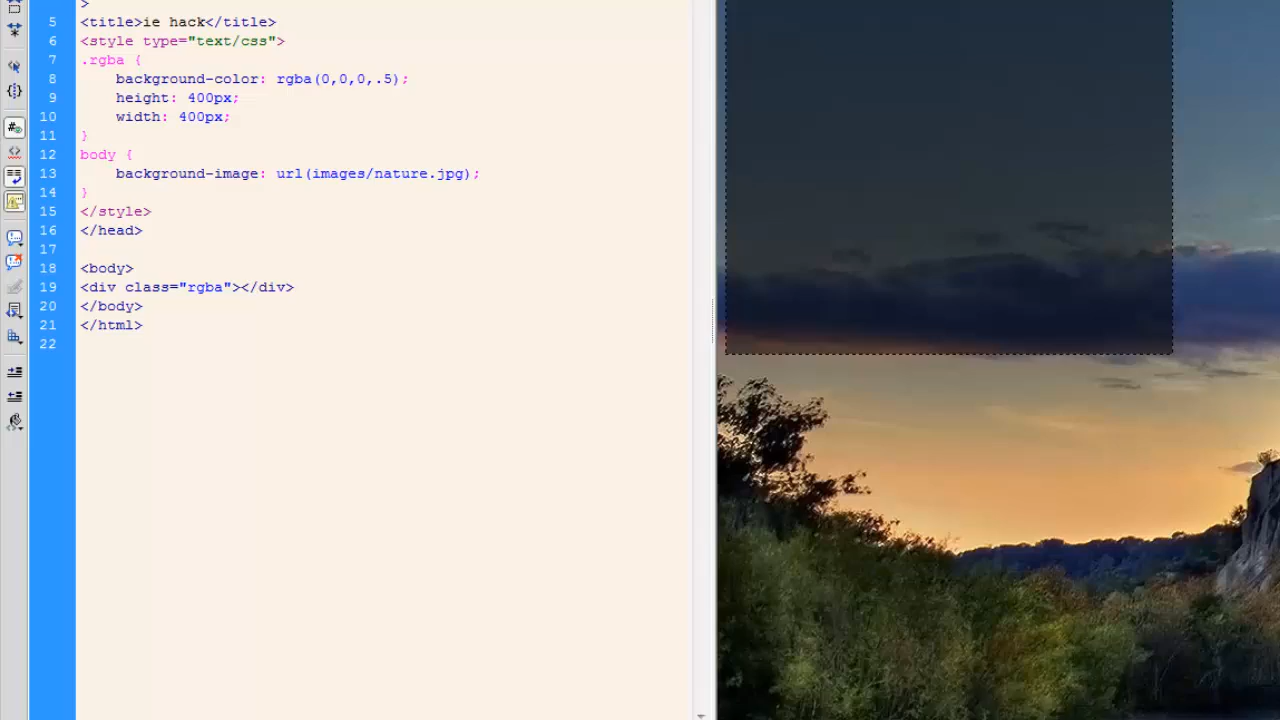 >
5 <title>ie hack</title>
6 <style type="text/css">
7 .rgba {
8 background-color: rgba(0,0,0,.5);
9 height: 400px;
10 width: 400px;
11 }
12 body {
13 background-image: url(images/nature.jpg);
14 }
15 </style>
16 </head>
17
18 <body>
19 <div class="rgba"></div>
20 </body>
21 </html>
22